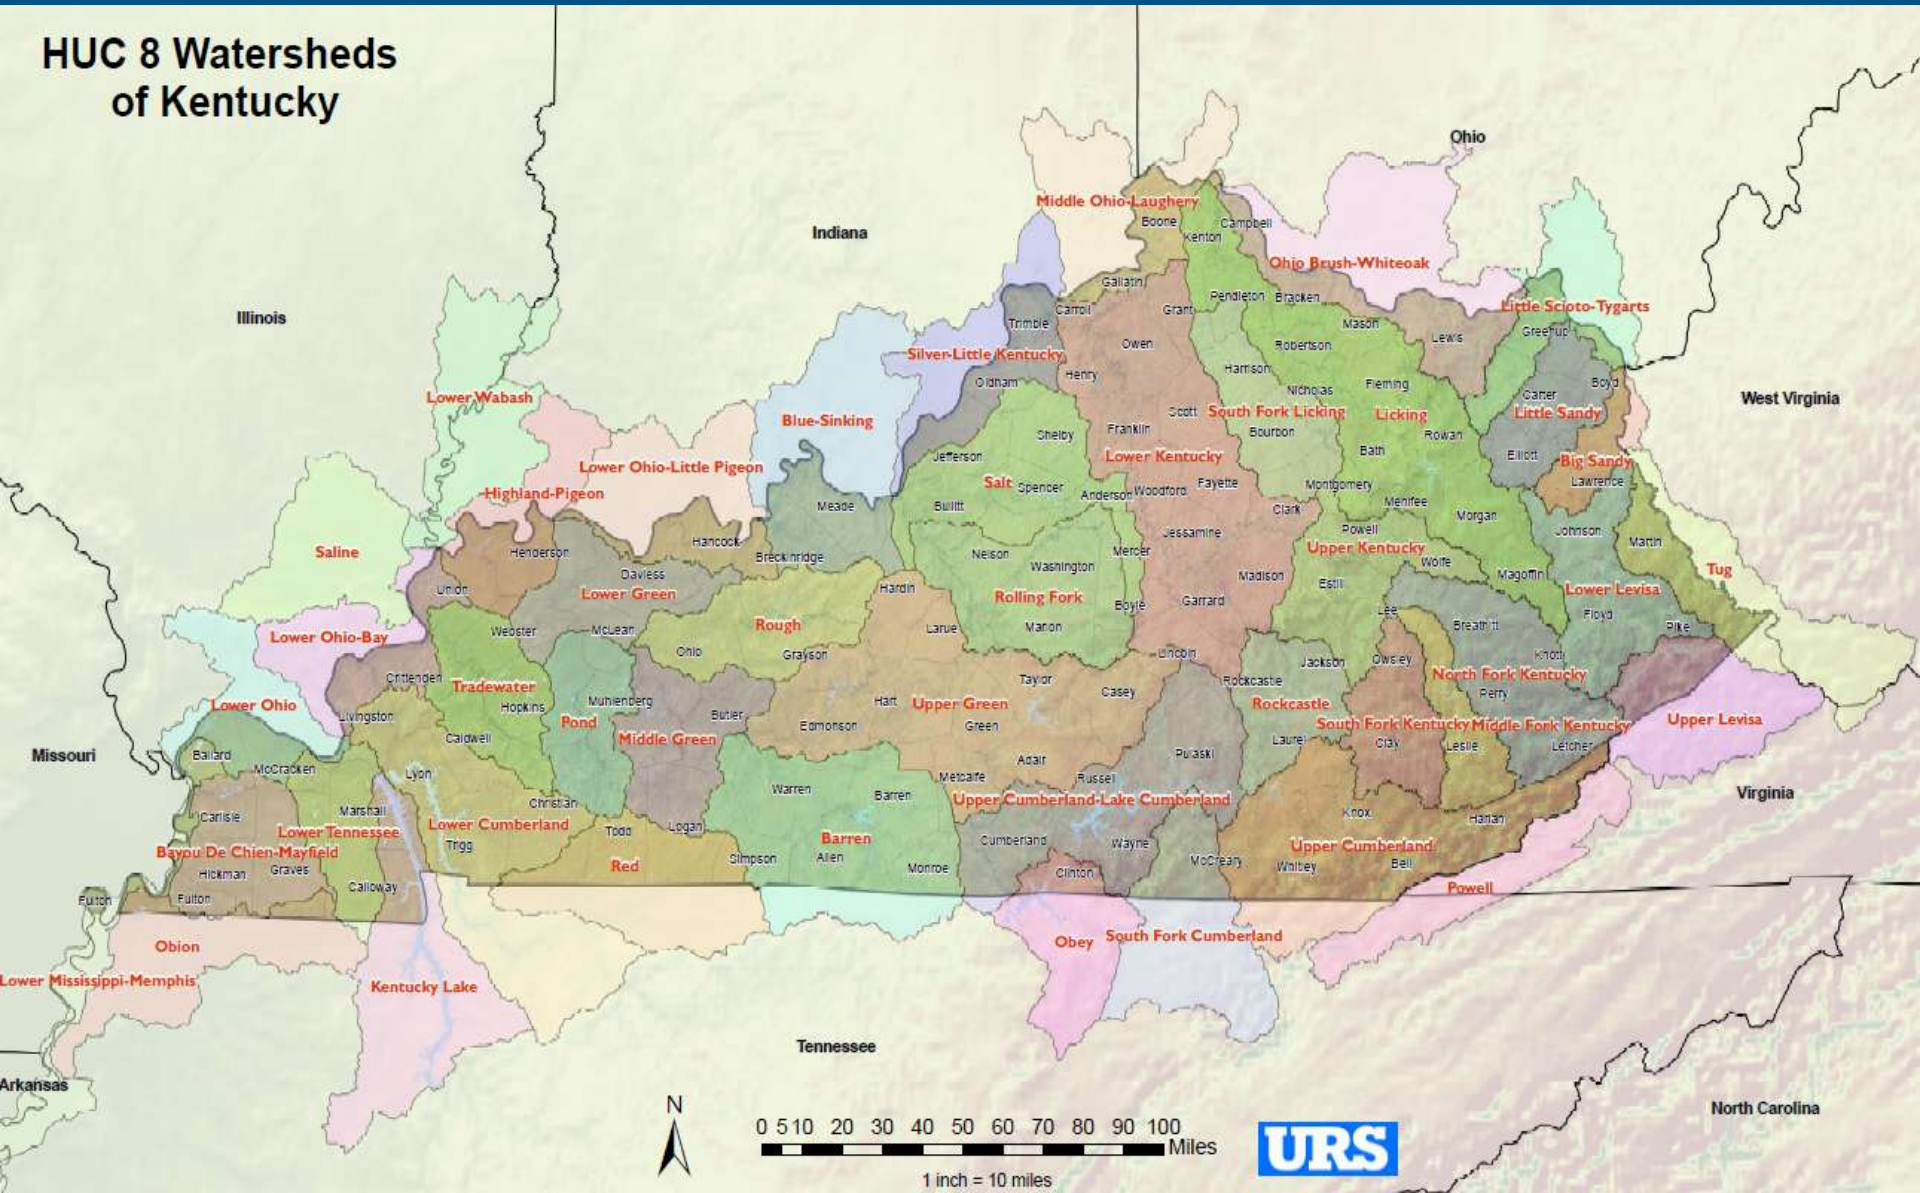 HUC 8 Watersheds
of Kentucky
Ohio
Middle Ohio-Laughery
Boone
Campbell
Indiana
Kenton
Ohio Brush-Whiteoak
Gallatin
Pendleton
Bracken
Little Scioto-Tygarts
Illinois
Carroll
Grant
Trimble
Mason
Lewis
Greenup
Owen
Robertson
Silver-Little Kentucky
Harrison
Henry
Oldham
Nicholas
Fleming
Boyd
Carter
West Virginia
Lower Wabash
Scott
South Fork Licking
Licking
Little Sandy
Blue-Sinking
Franklin
Bourbon
Shelby
Rowan
Bath
Jefferson
Lower Kentucky
Elliott
Big Sandy
Lower Ohio-Little Pigeon
Salt
Spencer
Fayette
Montgomery
Lawrence
Highland-Pigeon
Anderson
Woodford
Menifee
Meade
Bullitt
Clark
Morgan
Powell
Johnson
Jessamine
Hancock
Martin
Saline
Henderson
Breckinridge
Nelson
Mercer
Upper Kentucky
Washington
Wolfe
Tug
Daviess
Madison
Magoffin
Union
Lower Green
Hardin
Estill
Lower Levisa
Rolling Fork
Boyle
Garrard
Lee
Floyd
Webster
McLean
Rough
Larue
Marion
Breathitt
Pike
Lower Ohio-Bay
Ohio
Grayson
Lincoln
Jackson
Owsley
Knott
Crittenden
Tradewater
Taylor
Casey
Rockcastle
North Fork Kentucky
Perry
Lower Ohio
Hopkins
Muhlenberg
Hart
Upper Green
Rockcastle
Livingston
Pond
Butler
Edmonson
Green
South Fork Kentucky
Middle Fork Kentucky
Upper Levisa
Caldwell
Middle Green
Laurel
Clay
Leslie
Letcher
Missouri
Ballard
Pulaski
McCracken
Lyon
Adair
Metcalfe
Russell
Warren
Barren
Virginia
Christian
Upper Cumberland-Lake Cumberland
Carlisle
Marshall
Knox
Harlan
Lower Tennessee
Lower Cumberland
Todd
Logan
Barren
Cumberland
Wayne
Upper Cumberland
Trigg
Bayou De Chien-Mayfield
Simpson
Allen
McCreary
Red
Monroe
Whitley
Bell
Hickman
Graves
Clinton
Calloway
Powell
Fulton
Fulton
Obion
Obey
South Fork Cumberland
Lower Mississippi-Memphis
Kentucky Lake
Tennessee
Arkansas
North Carolina
N
0 5 10 20 30 40 50 60 70 80 90 100
Miles
1 inch = 10 miles
URS